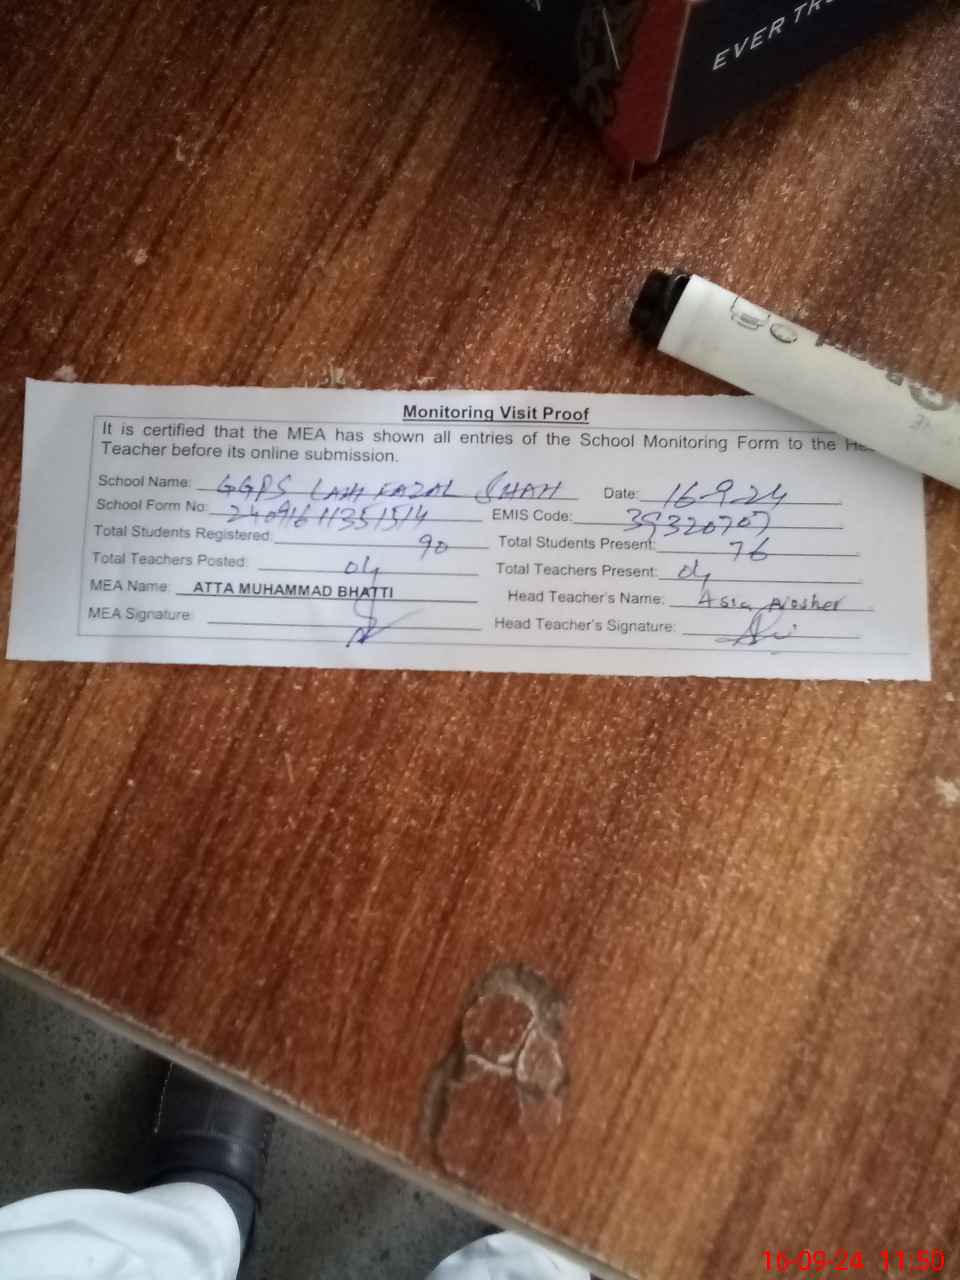 EVER TR
Monitoring Visit Proof
It is certified that the MEA has shown all entries of the School Monitoring Form to the He
Teacher before its online submission.
School Name: GGPS LAHI FAZAL SHAH Date: 16-9-24
School Form No: EMIS Code: 39320707
Total Students Registered: 90 Total Students Present: 76
Total Teachers Posted: 04 Total Teachers Present: 04
MEA Name: ATTA MUHAMMAD BHATTI Head Teacher's Name: Asia
MEA Signature: Head Teacher's Signature:
16-09-24 11:50